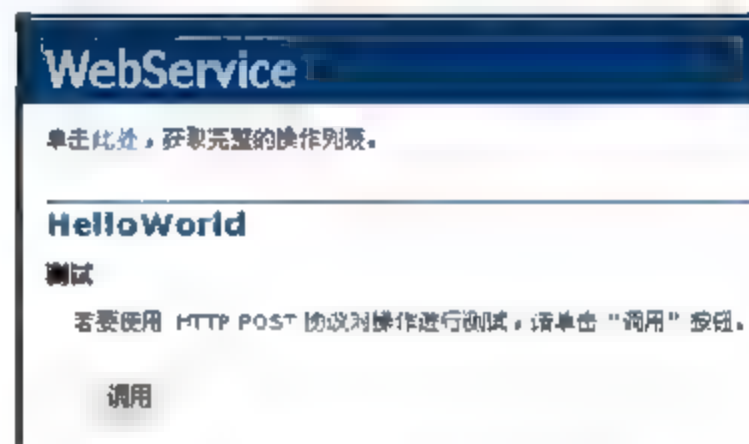 WebService
单击此处，获取完整的操作列表。
HelloWorld
测试
若要使用 HTTP POST 协议对操作进行测试，请单击“调用”按钮。
调用